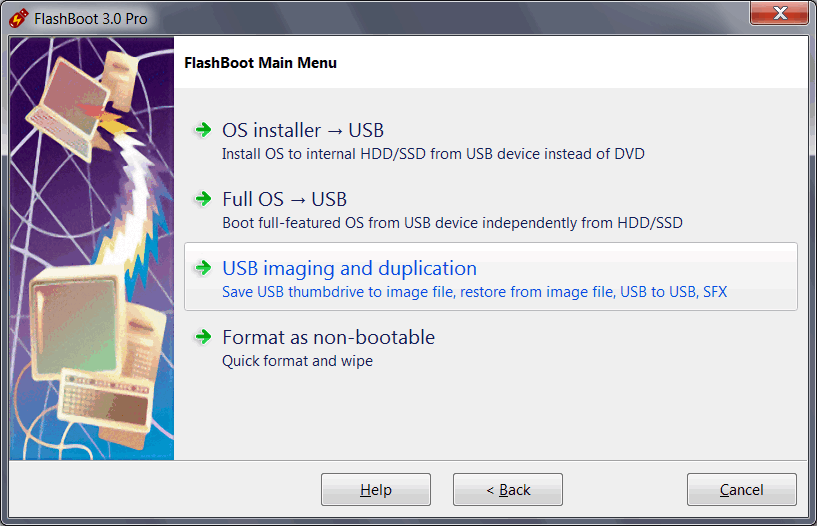 FlashBoot 3.0 Pro
FlashBoot Main Menu
OS installer → USB
Install OS to internal HDD/SSD from USB device instead of DVD
Full OS → USB
Boot full-featured OS from USB device independently from HDD/SSD
USB imaging and duplication
Save USB thumbdrive to image file, restore from image file, USB to USB, SFX
Format as non-bootable
Quick format and wipe
Help
< Back
Cancel